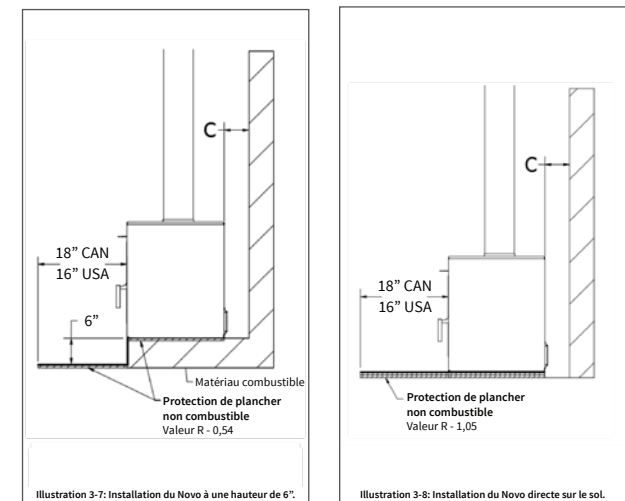 C
18” CAN
16” USA
6”
Matériau combustible
Protection de plancher
non combustible
Valeur R - 0,54
Illustration 3-7: Installation du Novo à une hauteur de 6”.
C
18” CAN
16” USA
Protection de plancher
non combustible
Valeur R - 1,05
Illustration 3-8: Installation du Novo directe sur le sol.